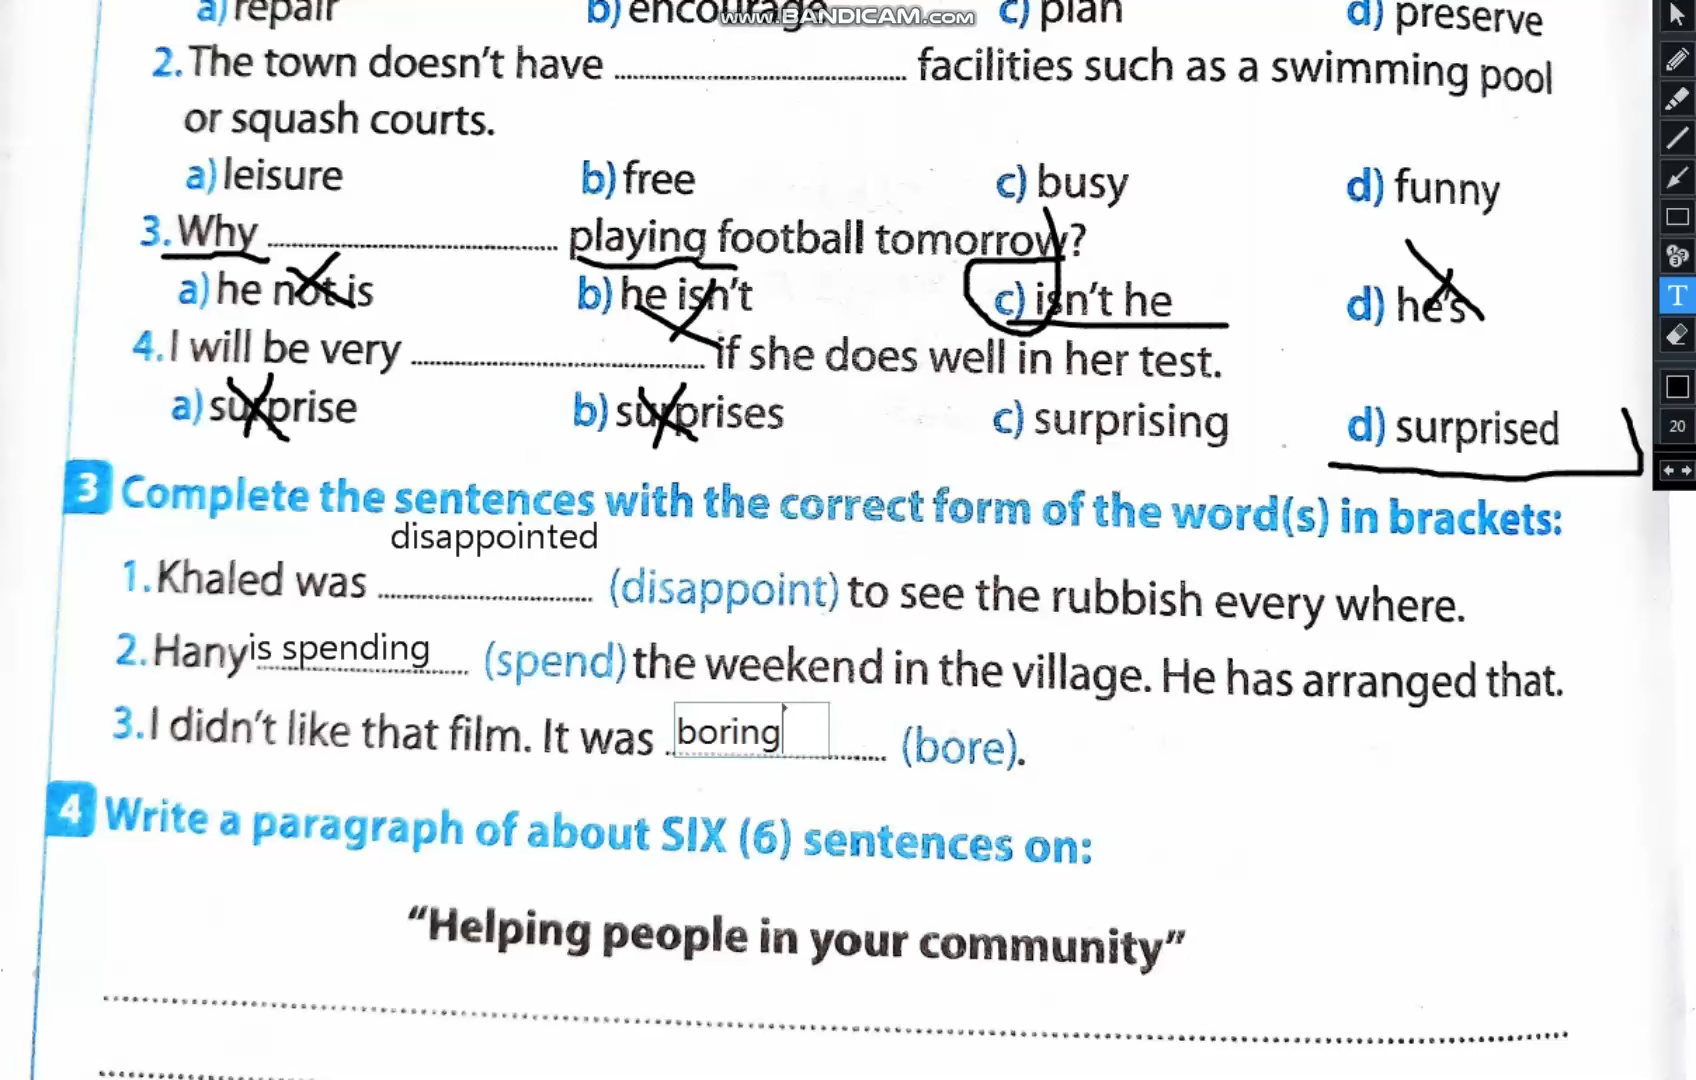 a) repair b) encourage c) plan d) preserve
www.BANDICAM.com
2. The town doesn't have ........................ facilities such as a swimming pool
or squash courts.
a) leisure b) free c) busy d) funny
3. Why ........................ playing football tomorrow?
a) he not is b) he isn't c) isn't he d) he's
4. I will be very ........................ if she does well in her test.
a) surprise b) surprises c) surprising d) surprised
20
3 Complete the sentences with the correct form of the word(s) in brackets:
disappointed
1. Khaled was ........................ (disappoint) to see the rubbish every where.
2. Hany is spending (spend) the weekend in the village. He has arranged that.
3. I didn't like that film. It was boring (bore).
4 Write a paragraph of about SIX (6) sentences on:
"Helping people in your community"